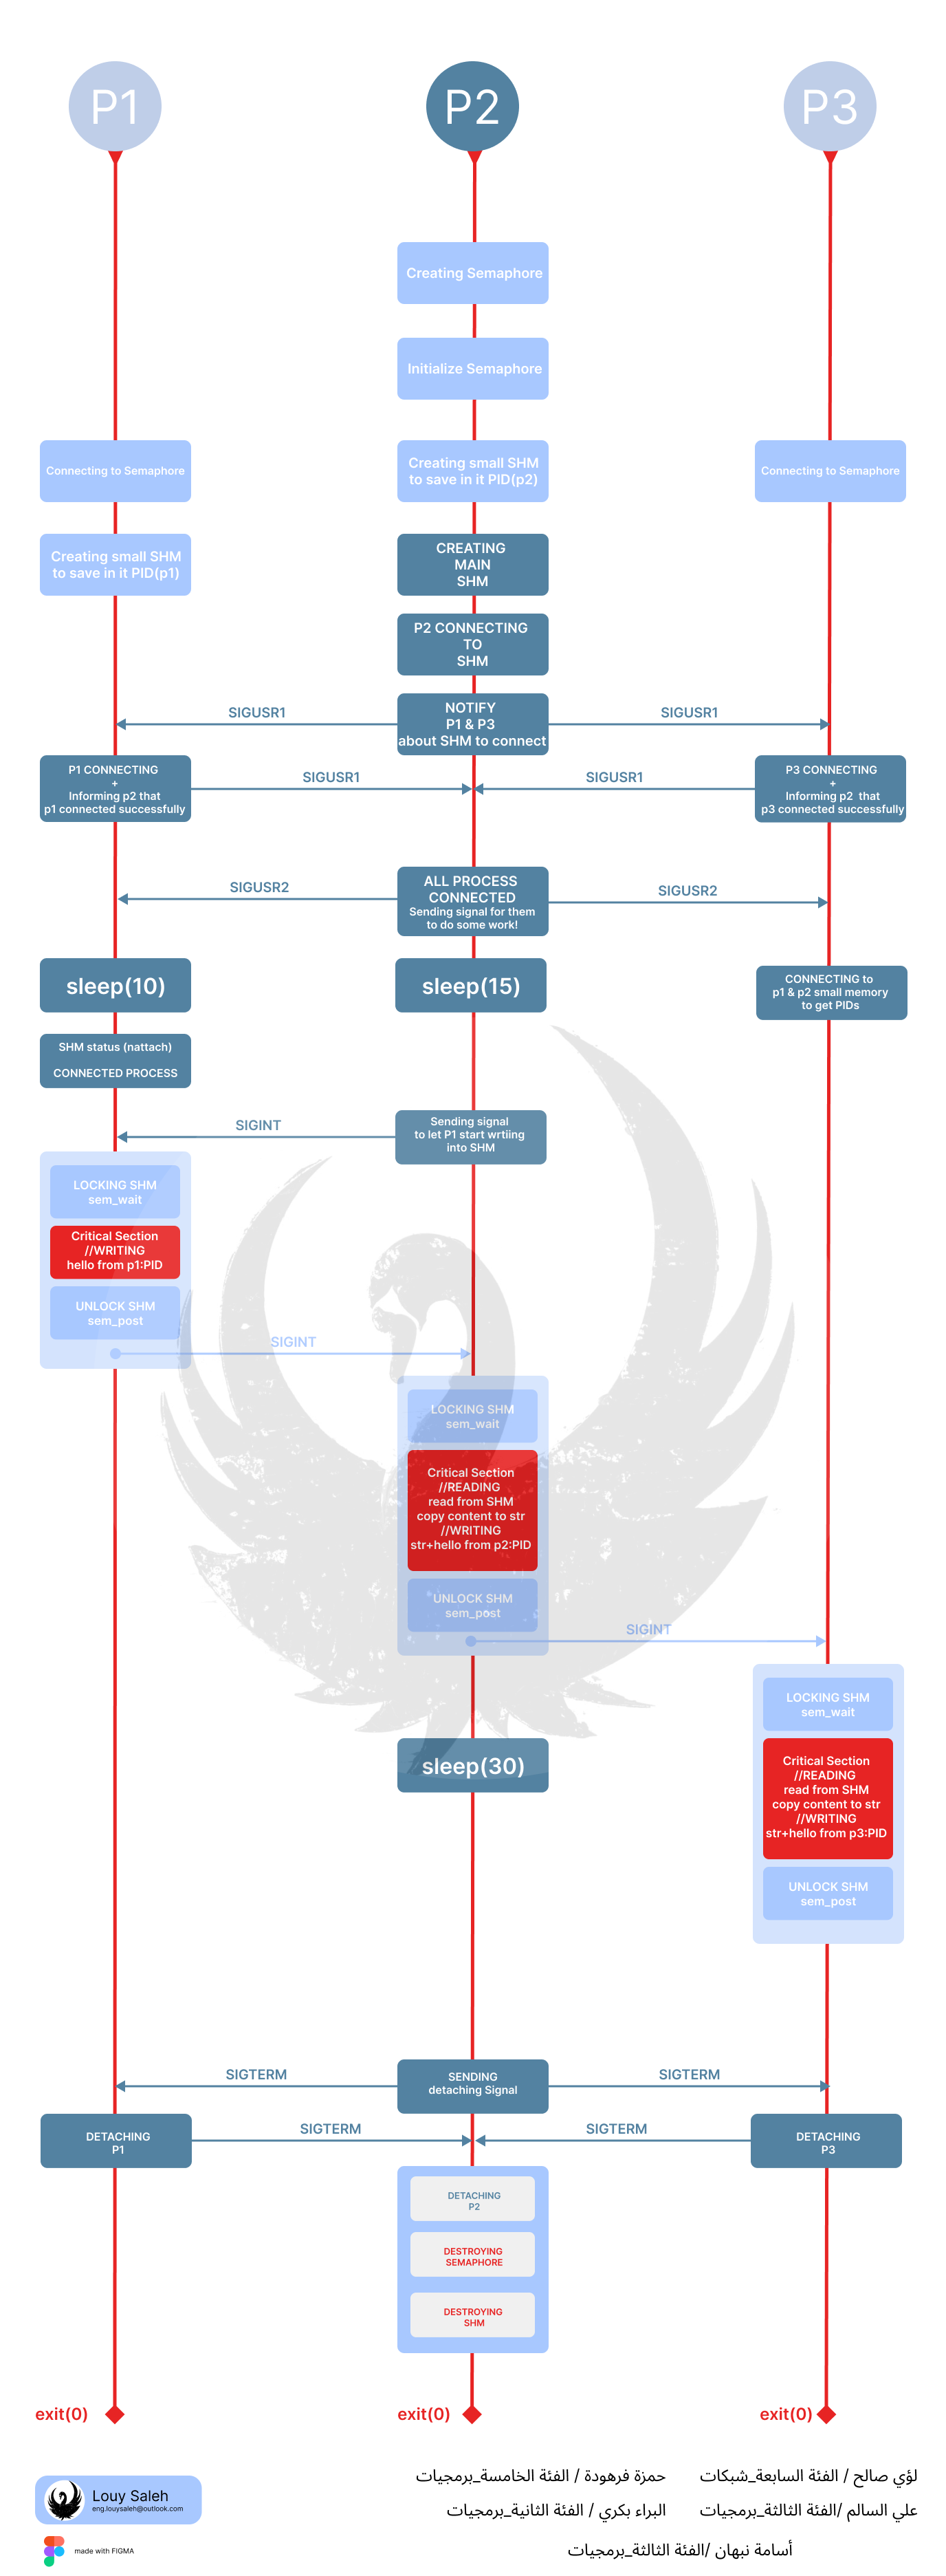 P1
P2
P3
Creating Semaphore
Initialize Semaphore
Connecting to Semaphore
Creating small SHM
to save in it PID(p2)
Connecting to Semaphore
Creating small SHM
to save in it PID(p1)
CREATING
MAIN
SHM
P2 CONNECTING
TO
SHM
SIGUSR1
NOTIFY
P1 & P3
about SHM to connect
SIGUSR1
P1 CONNECTING
+
Informing p2 that
p1 connected successfully
SIGUSR1
SIGUSR1
P3 CONNECTING
+
Informing p2 that
p3 connected successfully
SIGUSR2
ALL PROCESS
CONNECTED
Sending signal for them
to do some work!
SIGUSR2
sleep(10)
sleep(15)
CONNECTING to
p1 & p2 small memory
to get PIDs
SHM status (nattach)
CONNECTED PROCESS
SIGINT
Sending signal
to let P1 start wrtiing
into SHM
LOCKING SHM
sem_wait
Critical Section
//WRITING
hello from p1:PID
UNLOCK SHM
sem_post
SIGINT
LOCKING SHM
sem_wait
Critical Section
//READING
read from SHM
copy content to str
//WRITING
str+hello from p2:PID
UNLOCK SHM
sem_post
SIGINT
LOCKING SHM
sem_wait
sleep(30)
Critical Section
//READING
read from SHM
copy content to str
//WRITING
str+hello from p3:PID
UNLOCK SHM
sem_post
SIGTERM
SENDING
detaching Signal
SIGTERM
DETACHING
P1
SIGTERM
SIGTERM
DETACHING
P3
DETACHING
P2
DESTROYING
SEMAPHORE
DESTROYING
SHM
exit(0)
exit(0)
exit(0)
لؤي صالح / الفئة السابعة_شبكات
حمزة فرهودة / الفئة الخامسة_برمجيات
علي السالم /الفئة الثالثة_برمجيات
البراء بكري / الفئة الثانية_برمجيات
أسامة نبهان /الفئة الثالثة_برمجيات
Louy Saleh
eng.louysaleh@outlook.com
made with FIGMA